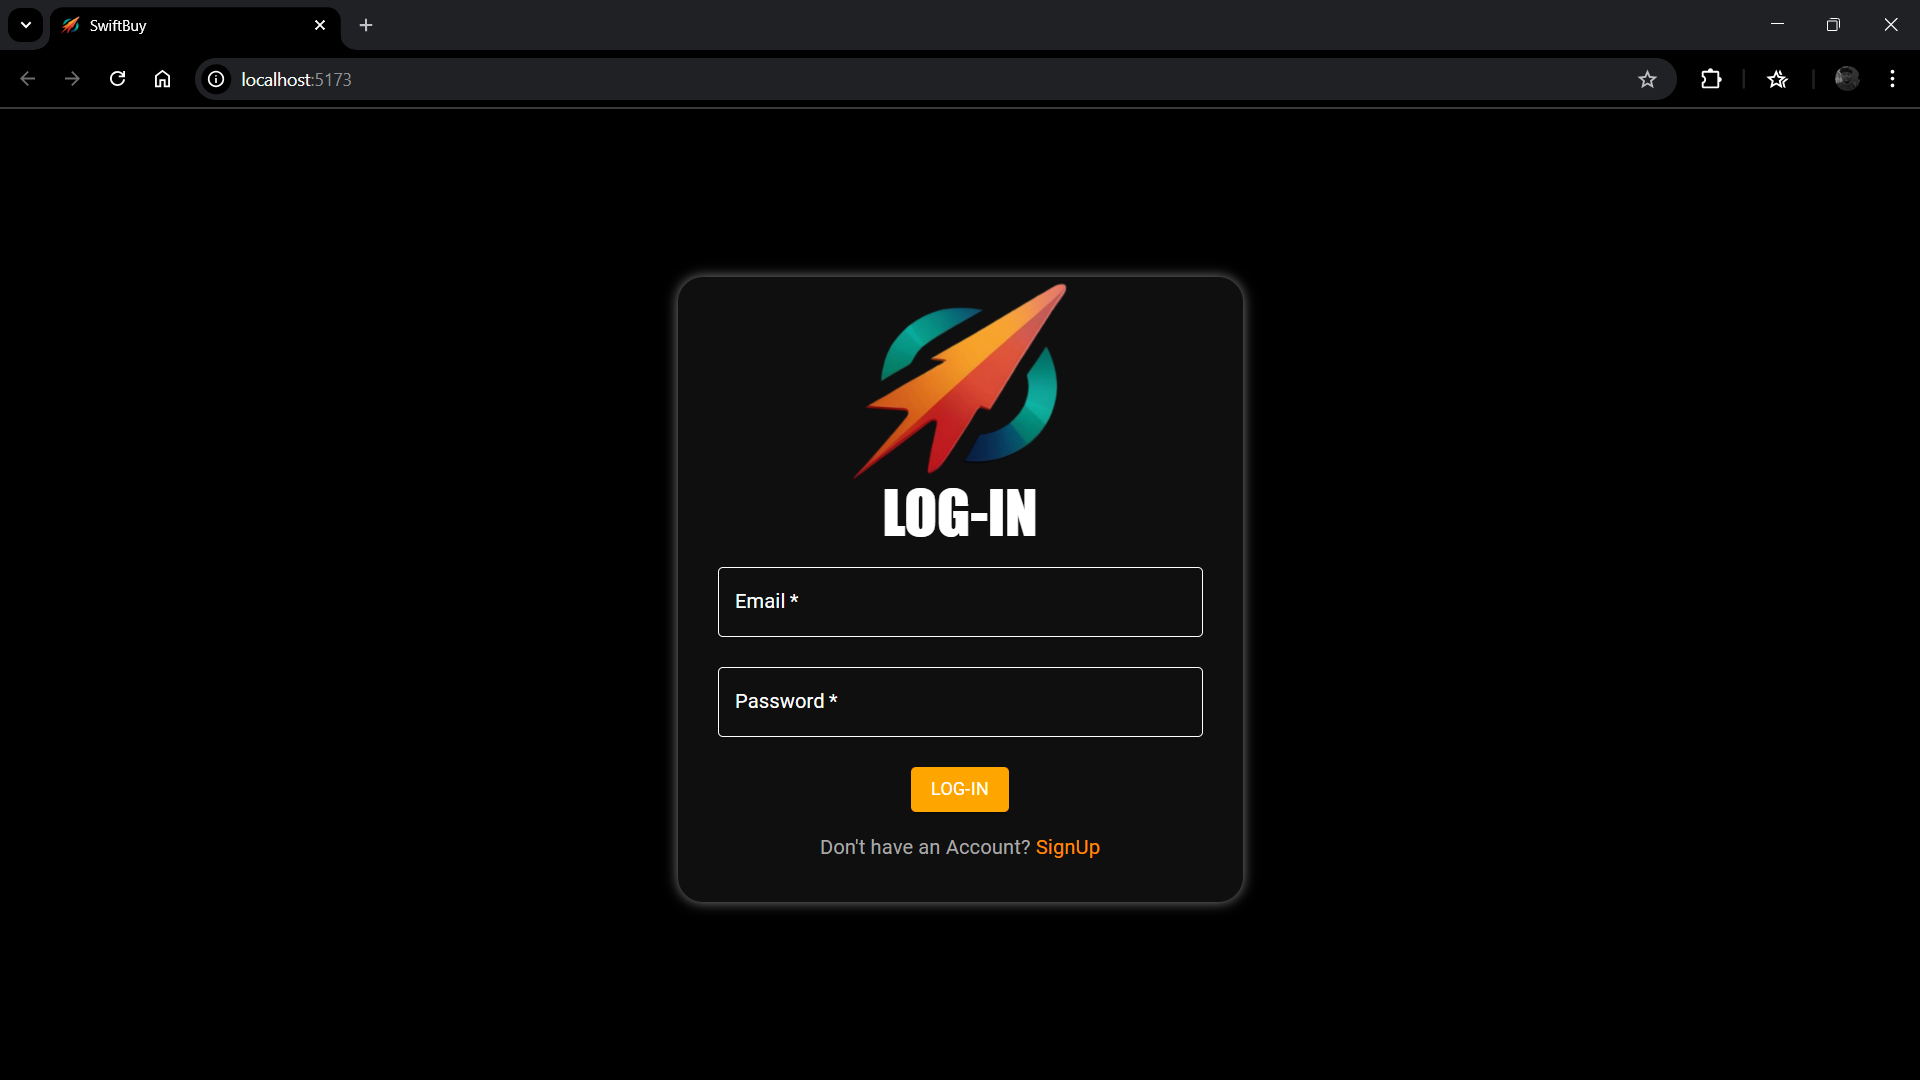 SwiftBuy
localhost:5173
LOG-IN
Email *
Password *
LOG-IN
Don't have an Account? SignUp